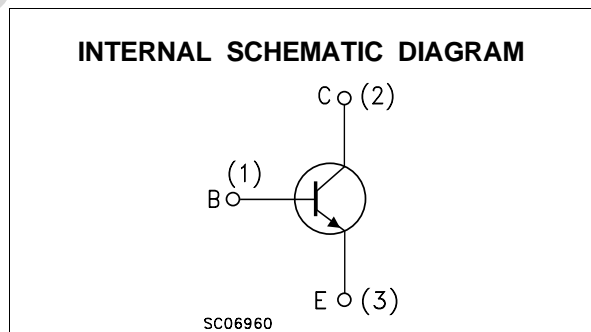 INTERNAL SCHEMATIC DIAGRAM
C (2)
(1)
B
E (3)
SC06960